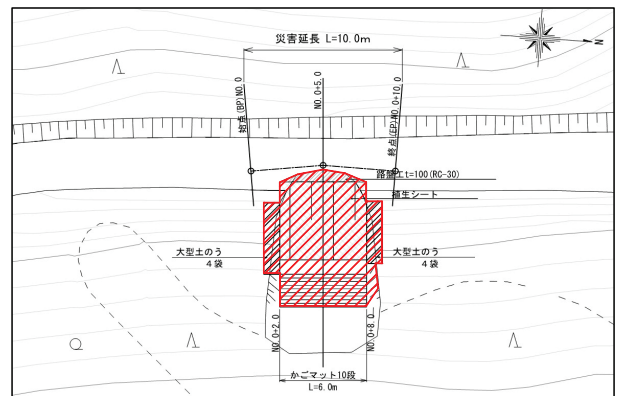 災害延長 L=10.0m
N
始点(BP)NO.0
NO.0+5.0
終点(EP)NO.0+10.0
路盤工t=100(RC-30)
植生シート
大型土のう
4袋
大型土のう
4袋
NO.0+2.0
NO.0+8.0
かごマット10段
L=6.0m